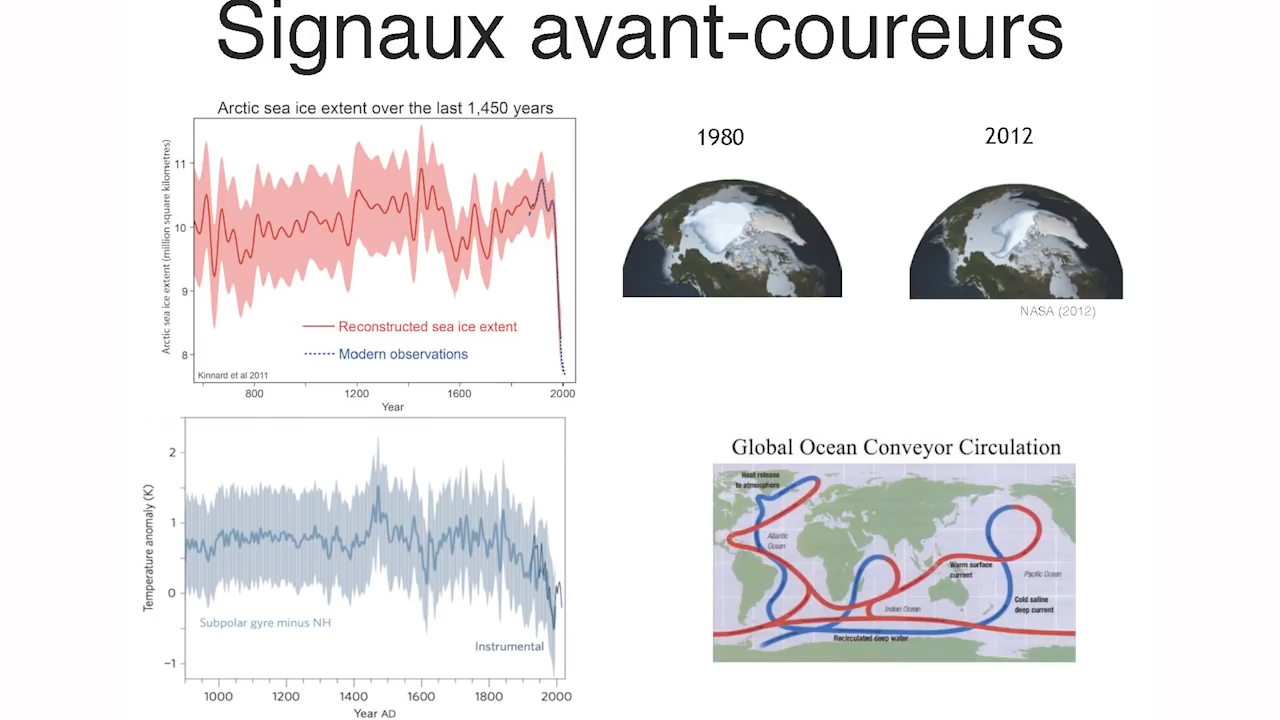 Signaux avant-coureurs
Arctic sea ice extent over the last 1,450 years
Arctic sea ice extent (million square kilometres)
11
10
9
8
Reconstructed sea ice extent
Modern observations
Kinnard et al 2011
800
1200
1600
2000
Year
1980
2012
NASA (2012)
Temperature anomaly (K)
2
1
0
−1
Subpolar gyre minus NH
Instrumental
1000
1200
1400
1600
1800
2000
Year AD
Global Ocean Conveyor Circulation
Heat release
to atmosphere
Atlantic
Ocean
Warm surface
current
Pacific Ocean
Indian Ocean
Cold saline
deep current
Recirculated deep water